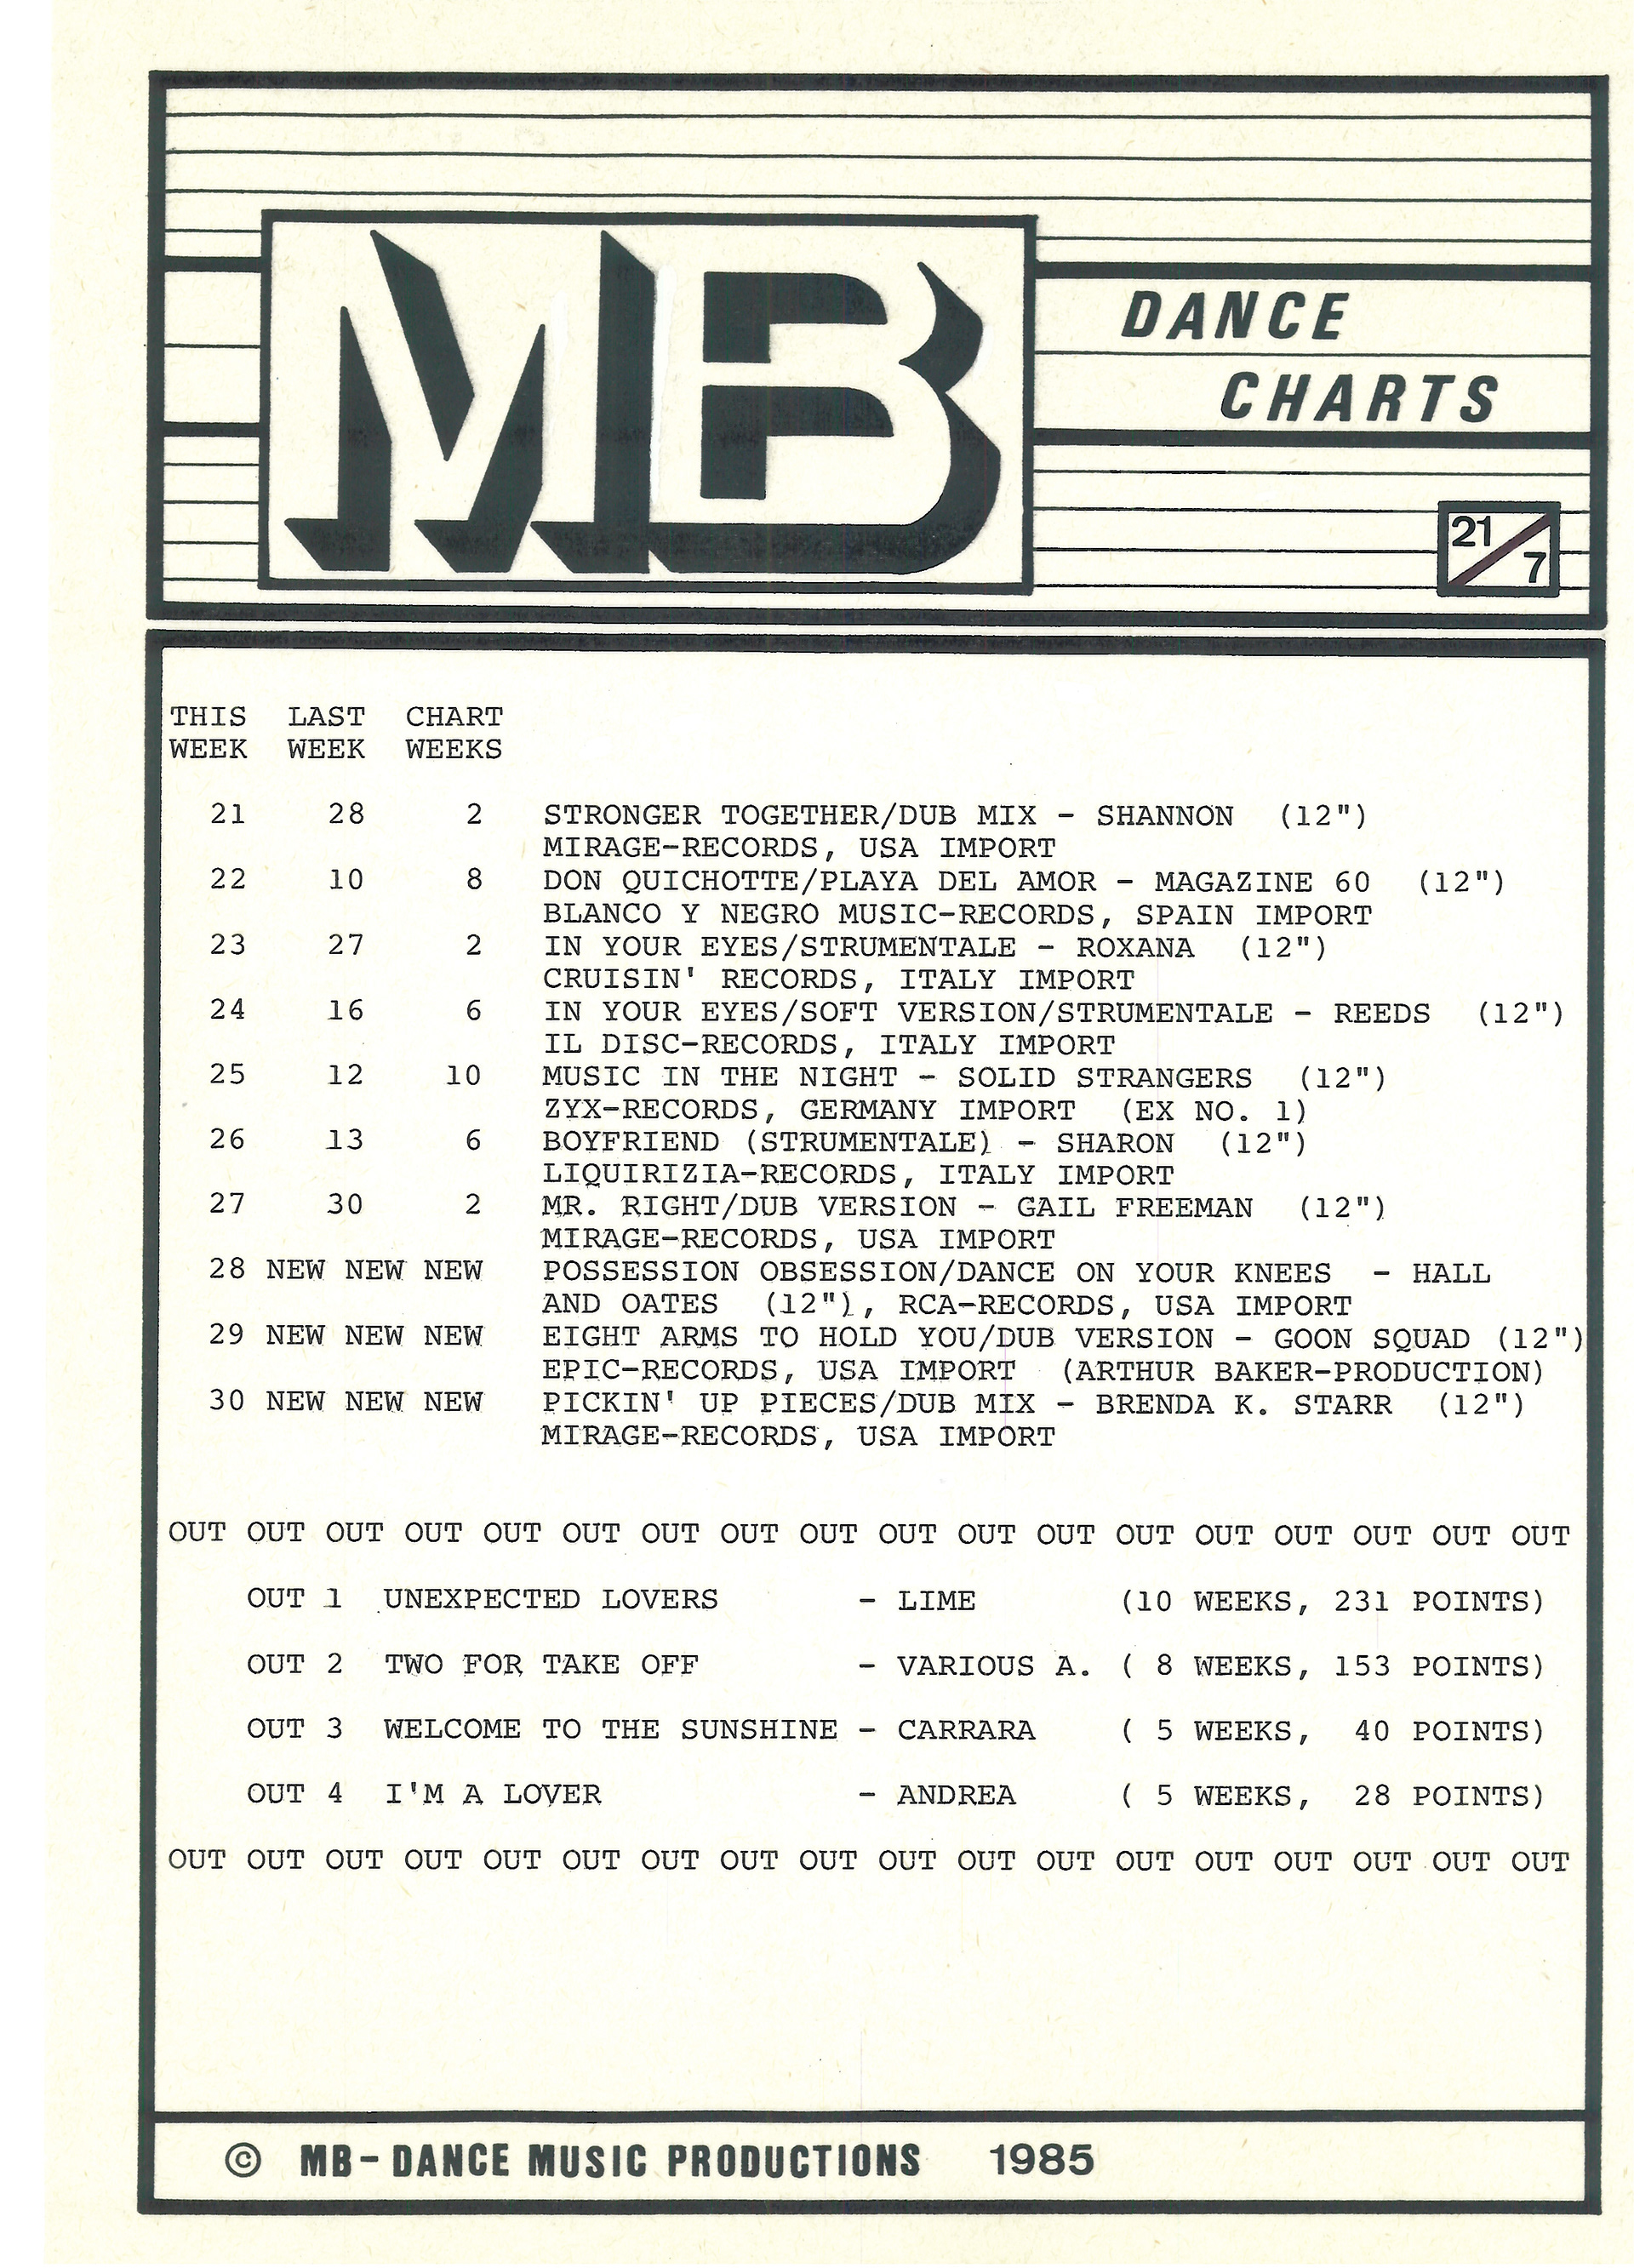 MB
DANCE
CHARTS
21/7
THIS LAST CHART
WEEK WEEK WEEKS
21 28 2 STRONGER TOGETHER/DUB MIX - SHANNON (12")
MIRAGE-RECORDS, USA IMPORT
22 10 8 DON QUICHOTTE/PLAYA DEL AMOR - MAGAZINE 60 (12")
BLANCO Y NEGRO MUSIC-RECORDS, SPAIN IMPORT
23 27 2 IN YOUR EYES/STRUMENTALE - ROXANA (12")
CRUISIN' RECORDS, ITALY IMPORT
24 16 6 IN YOUR EYES/SOFT VERSION/STRUMENTALE - REEDS (12")
IL DISC-RECORDS, ITALY IMPORT
25 12 10 MUSIC IN THE NIGHT - SOLID STRANGERS (12")
ZYX-RECORDS, GERMANY IMPORT (EX NO. 1)
26 13 6 BOYFRIEND (STRUMENTALE) - SHARON (12")
LIQUIRIZIA-RECORDS, ITALY IMPORT
27 30 2 MR. RIGHT/DUB VERSION - GAIL FREEMAN (12")
MIRAGE-RECORDS, USA IMPORT
28 NEW NEW NEW POSSESSION OBSESSION/DANCE ON YOUR KNEES - HALL
AND OATES (12"), RCA-RECORDS, USA IMPORT
29 NEW NEW NEW EIGHT ARMS TO HOLD YOU/DUB VERSION - GOON SQUAD (12")
EPIC-RECORDS, USA IMPORT (ARTHUR BAKER-PRODUCTION)
30 NEW NEW NEW PICKIN' UP PIECES/DUB MIX - BRENDA K. STARR (12")
MIRAGE-RECORDS, USA IMPORT
OUT OUT OUT OUT OUT OUT OUT OUT OUT OUT OUT OUT OUT OUT OUT OUT OUT OUT
OUT 1 UNEXPECTED LOVERS - LIME (10 WEEKS, 231 POINTS)
OUT 2 TWO FOR TAKE OFF - VARIOUS A. ( 8 WEEKS, 153 POINTS)
OUT 3 WELCOME TO THE SUNSHINE - CARRARA ( 5 WEEKS, 40 POINTS)
OUT 4 I'M A LOVER - ANDREA ( 5 WEEKS, 28 POINTS)
OUT OUT OUT OUT OUT OUT OUT OUT OUT OUT OUT OUT OUT OUT OUT OUT OUT OUT
© MB-DANCE MUSIC PRODUCTIONS 1985